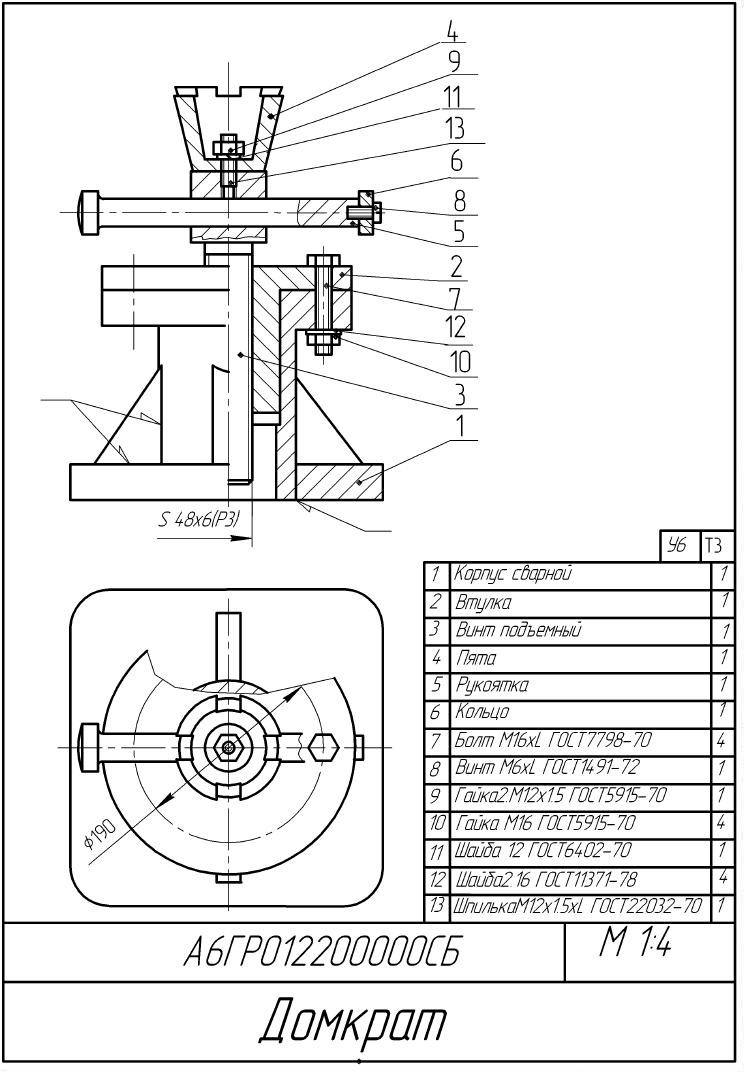 4
9
11
13
6
8
5
2
7
12
10
3
1
S 48х6(Р3)
У6 Т3
1 Корпус сварной 1
2 Втулка 1
3 Винт подъемный 1
4 Пята 1
5 Рукоятка 1
6 Кольцо 1
7 Болт М16хL ГОСТ7798-70 4
8 Винт М6хL ГОСТ1491-72 1
9 Гайка2.М12х1.5 ГОСТ5915-70 1
10 Гайка М16 ГОСТ5915-70 4
11 Шайба 12 ГОСТ6402-70 1
12 Шайба2.16 ГОСТ11371-78 4
13 ШпилькаМ12х1.5хL ГОСТ22032-70 1
ϕ190
А6ГР012200000СБ
М 1:4
Домкрат